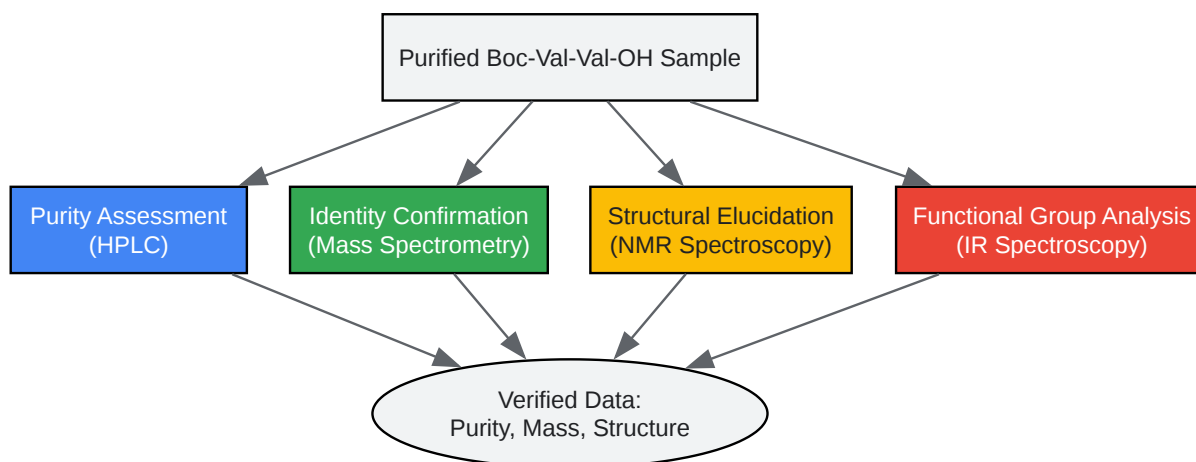 Purified Boc-Val-Val-OH Sample
Purity Assessment
(HPLC)
Identity Confirmation
(Mass Spectrometry)
Structural Elucidation
(NMR Spectroscopy)
Functional Group Analysis
(IR Spectroscopy)
Verified Data:
Purity, Mass, Structure